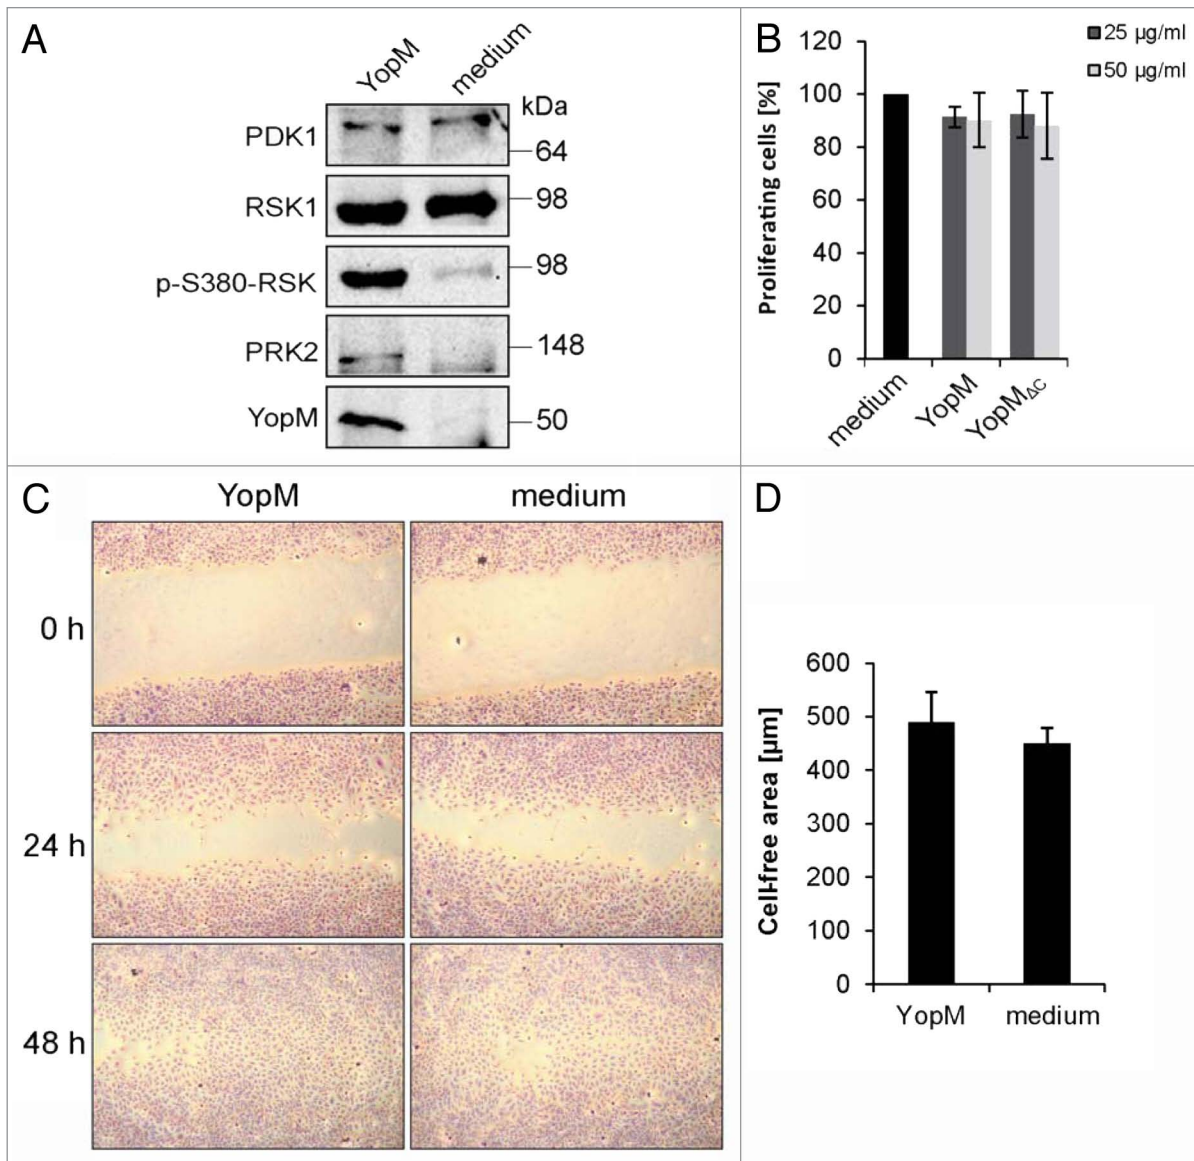 A
YopM
medium
kDa
PDK1
64
RSK1
98
p-S380-RSK
98
PRK2
148
YopM
50
B
25 µg/ml
50 µg/ml
Proliferating cells [%]
120
100
80
60
40
20
0
medium
YopM
YopMΔC
C
YopM
medium
0 h
24 h
48 h
D
Cell-free area [µm]
600
500
400
300
200
100
0
YopM
medium